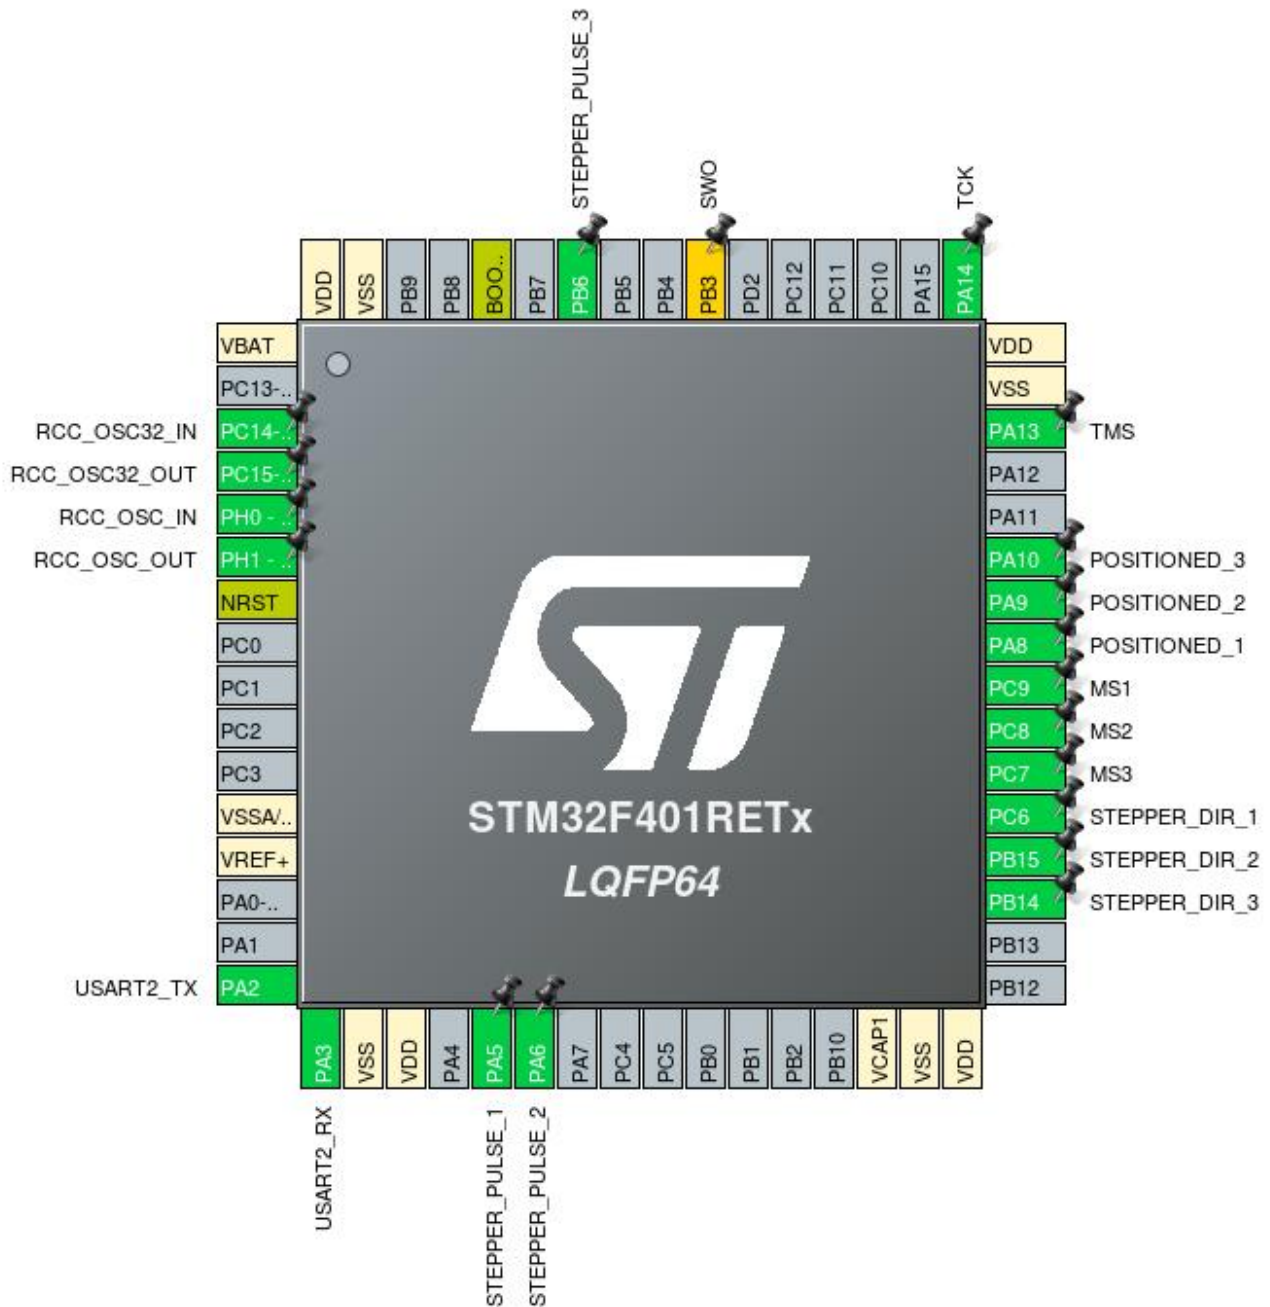 STEPPER_PULSE_3
SWO
TCK
VDD
VSS
PB9
PB8
BOO..
PB7
PB6
PB5
PB4
PB3
PD2
PC12
PC11
PC10
PA15
PA14
VBAT
PC13-..
RCC_OSC32_IN PC14-..
RCC_OSC32_OUT PC15-..
RCC_OSC_IN PH0 - ..
RCC_OSC_OUT PH1 - ..
NRST
PC0
PC1
PC2
PC3
VSSA/..
VREF+
PA0-..
PA1
USART2_TX PA2
ST
STM32F401RETx
LQFP64
VDD
VSS
PA13 TMS
PA12
PA11
PA10 POSITIONED_3
PA9 POSITIONED_2
PA8 POSITIONED_1
PC9 MS1
PC8 MS2
PC7 MS3
PC6 STEPPER_DIR_1
PB15 STEPPER_DIR_2
PB14 STEPPER_DIR_3
PB13
PB12
PA3
VSS
VDD
PA4
PA5
PA6
PA7
PC4
PC5
PB0
PB1
PB2
PB10
VCAP1
VSS
VDD
USART2_RX
STEPPER_PULSE_1
STEPPER_PULSE_2